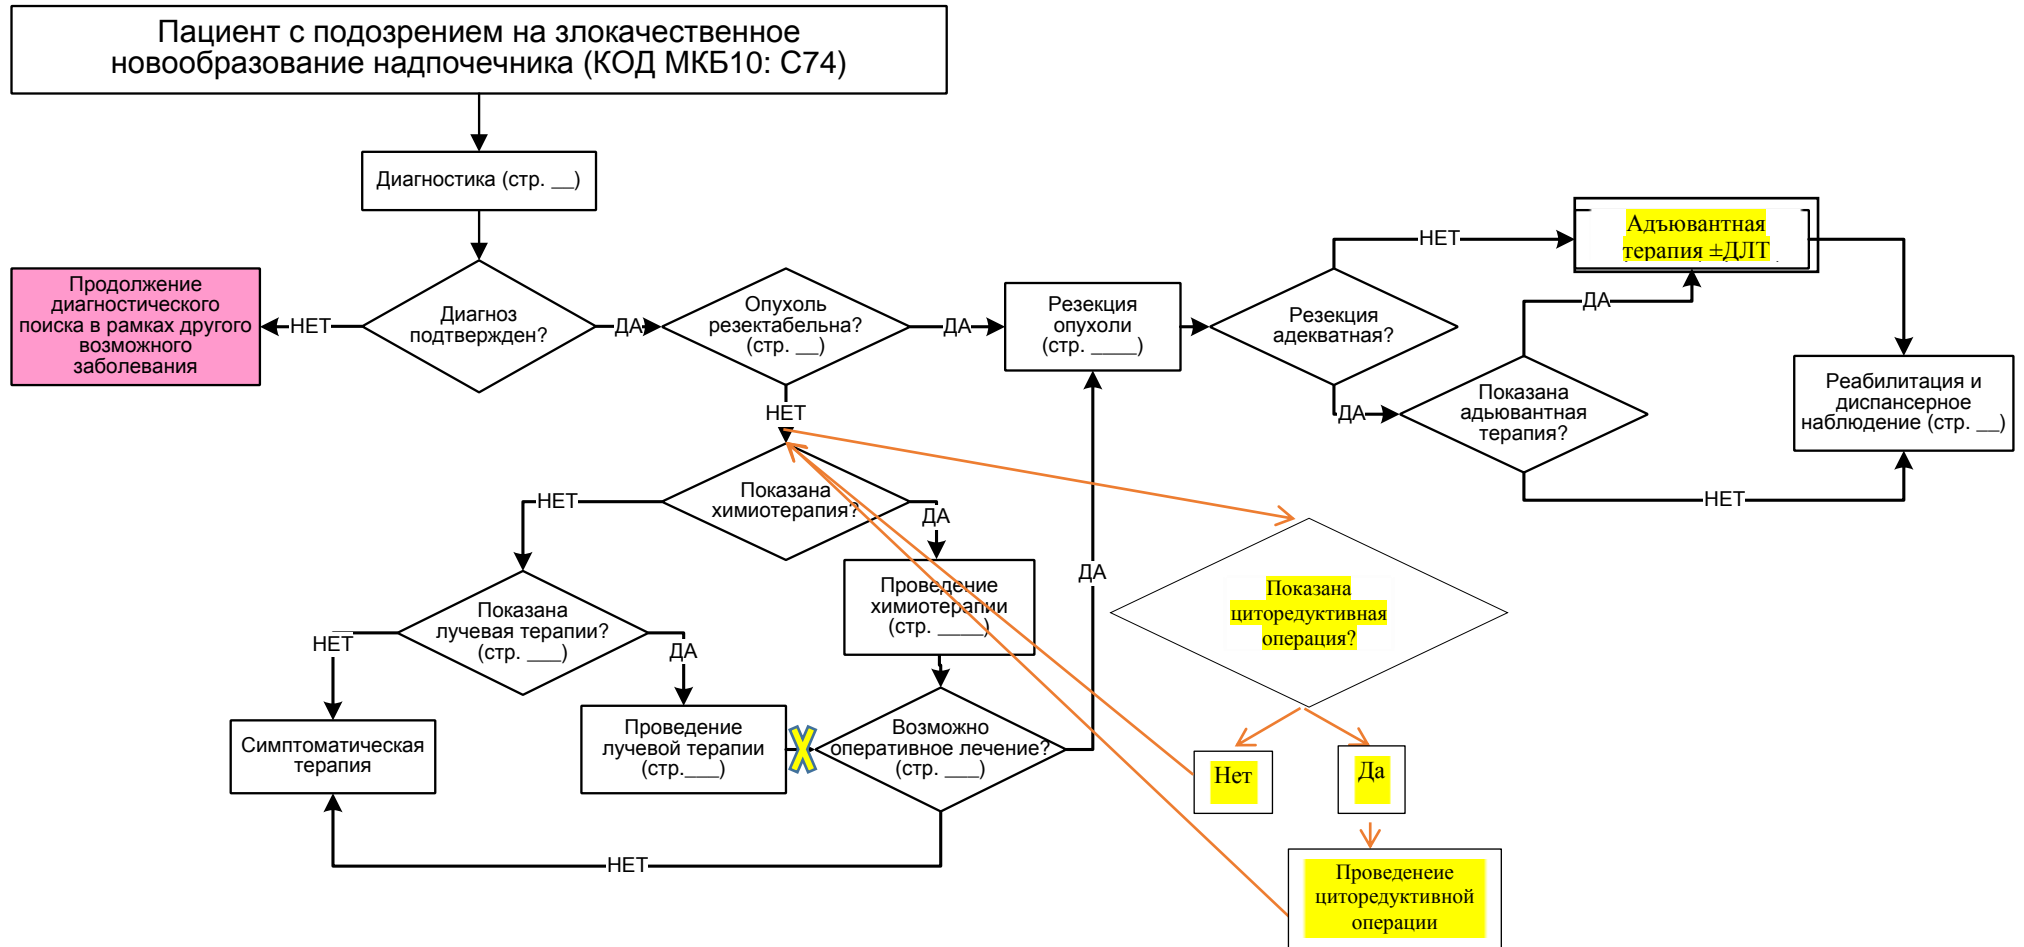 Пациент с подозрением на злокачественное
новообразование надпочечника (КОД МКБ10: С74)
Диагностика (стр. __)
Диагноз
подтвержден?
НЕТ
Продолжение
диагностического
поиска в рамках другого
возможного
заболевания
ДА
Опухоль
резектабельна?
(стр. __)
ДА
Резекция
опухоли
(стр. ____)
Резекция
адекватная?
НЕТ
Адъювантная
терапия ±ДЛТ
ДА
Показана
адьювантная
терапия?
ДА
НЕТ
Реабилитация и
диспансерное
наблюдение (стр. __)
НЕТ
Показана
химиотерапия?
НЕТ
ДА
Показана
лучевая терапии?
(стр. ___)
Проведение
химиотерапии
(стр. ____)
ДА
Показана
циторедуктивная
операция?
НЕТ
ДА
Симптоматическая
терапия
Проведение
лучевой терапии
(стр.___)
Возможно
оперативное лечение?
(стр. ___)
Нет
Да
НЕТ
Проведенеие
циторедуктивной
операции